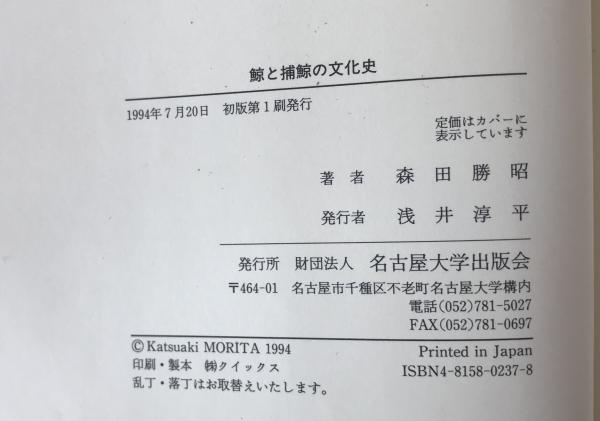 鯨と捕鯨の文化史
1994年7月20日 初版第1刷発行
定価はカバーに
表示しています
著者 森田勝昭
発行者 浅井淳平
発行所 財団法人 名古屋大学出版会
〒464-01 名古屋市千種区不老町名古屋大学構内
電話(052)781-5027
FAX(052)781-0697
©Katsuaki MORITA 1994
Printed in Japan
印刷・製本 ㈱クイックス
ISBN4-8158-0237-8
乱丁・落丁はお取替えいたします。